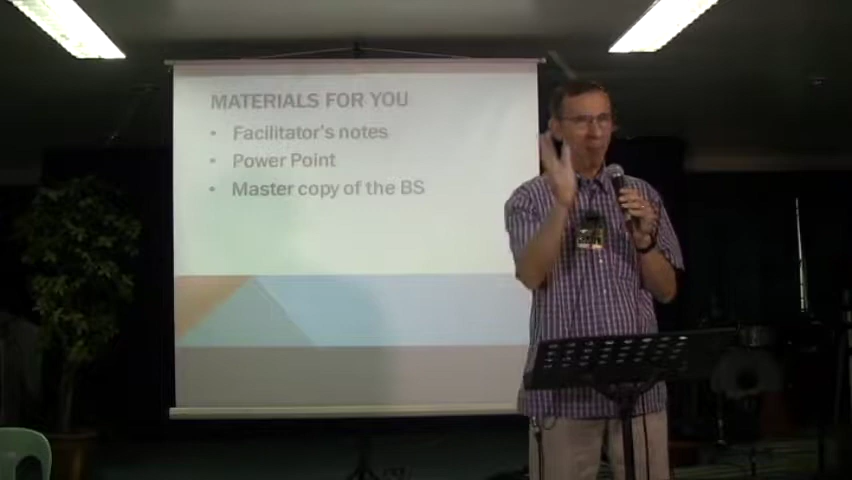 MATERIALS FOR YOU
• Facilitator's notes
• Power Point
• Master copy of the BS